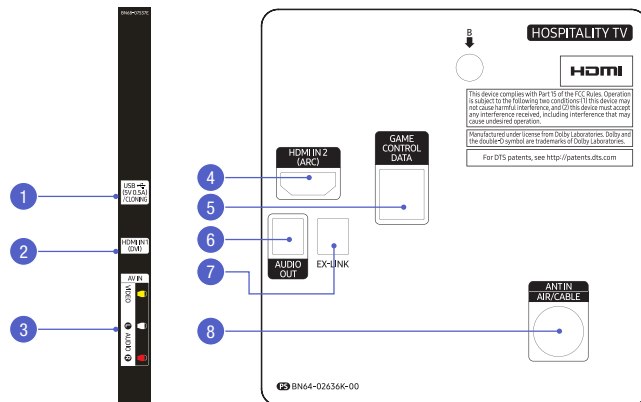 BN68-07537E
1
USB
(5V 0.5A)
/CLONING
2
HDMI IN 1
(DVI)
3
AV IN
VIDEO
L AUDIO R
B
HOSPITALITY TV
HDMI
This device complies with Part 15 of the FCC Rules. Operation
is subject to the following two conditions (1) this device may
not cause harmful interference, and (2) this device must accept
any interference received, including interference that may
cause undesired operation.
Manufactured under license from Dolby Laboratories. Dolby and
the double-D symbol are trademarks of Dolby Laboratories.
For DTS patents, see http://patents.dts.com
4
HDMI IN 2
(ARC)
GAME
CONTROL
DATA
5
6
AUDIO
OUT
7
EX-LINK
8
ANT IN
AIR/CABLE
PS BN64-02636K-00